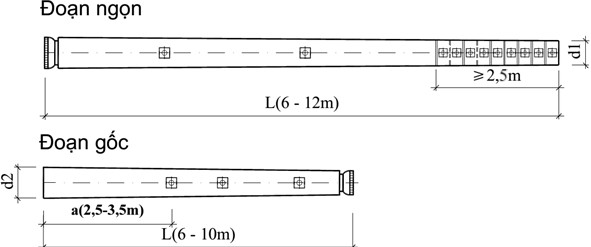 Đoạn ngọn
d1
≥2,5m
L(6 - 12m)
Đoạn gốc
d2
a(2,5-3,5m)
L(6 - 10m)